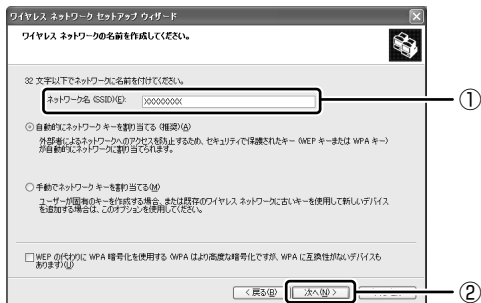 ワイヤレス ネットワーク セットアップ ウィザード
ワイヤレス ネットワークの名前を作成してください。
32 文字以下でネットワークに名前を付けてください。
ネットワーク名 (SSID)(E): XXXXXXXX
①
自動的にネットワーク キーを割り当てる (推奨)(A)
外部者によるネットワークへのアクセスを防止するため、セキュリティで保護されたキー (WEP キーまたは WPA キー)
が自動的にネットワークに割り当てられます。
手動でネットワーク キーを割り当てる(M)
ユーザーが固有のキーを作成する場合、または既存のワイヤレス ネットワークに古いキーを使用して新しいデバイス
を追加する場合は、このオプションを使用してください。
WEP の代わりに WPA 暗号化を使用する (WPA はより高度な暗号化ですが、WPA に互換性がないデバイスも
あります)(U)
< 戻る(B) 次へ(N) >
②